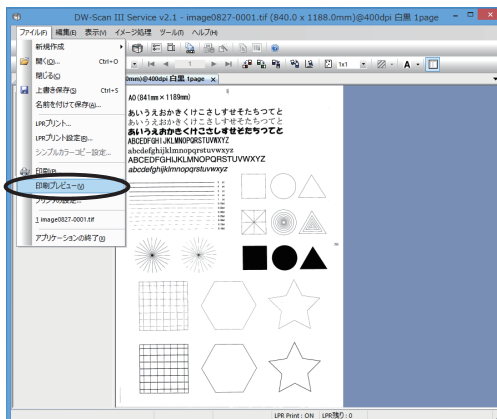 DW-Scan III Service v2.1 - image0827-0001.tif (840.0 x 1188.0mm)@400dpi 白黒 1page
ファイル(F) 編集(E) 表示(V) イメージ処理 ツール(T) ヘルプ(H)
新規作成
開く(O)... Ctrl+O
閉じる(C)
上書き保存(S) Ctrl+S
名前を付けて保存(A)...
LPRプリント...
LPRプリント設定(B)...
シンプルカラーコピー設定...
印刷(P)...
印刷プレビュー(V)
プリンタの設定...
1 image0827-0001.tif
アプリケーションの終了(X)
1 1x1 A
0mm)@400dpi 白黒 1page x
A0(841mm×1189mm)
あいうえおかきくけこさしすせそたちつてと
あいうえおかきくけこさしすせそたちつてと
あいうえおかきくけこさしすせそたちつてと
ABCDEFGHIJKLMNOPQRSTUVWXYZ
abcdefghijklmnopqrstuvwxyz
ABCDEFGHIJKLMNOPQRSTUVWXYZ
abcdefghijklmnopqrstuvwxyz
LPR Print : ON LPR残り : 0